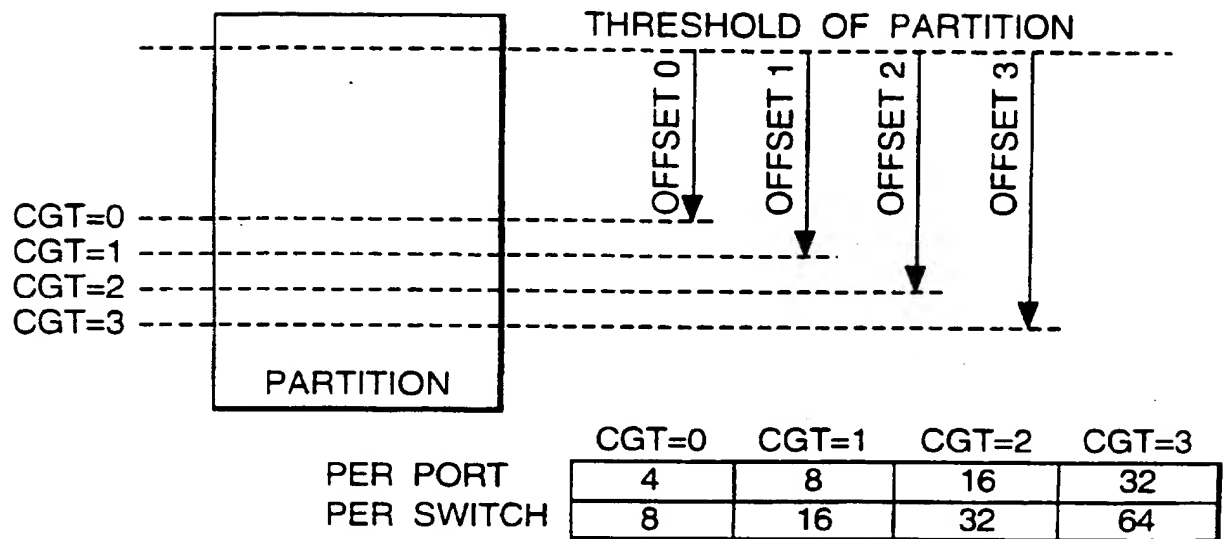 THRESHOLD OF PARTITION
OFFSET 0
OFFSET 1
OFFSET 2
OFFSET 3
CGT=0
CGT=1
CGT=2
CGT=3
PARTITION
CGT=0 CGT=1 CGT=2 CGT=3
PER PORT 4 8 16 32
PER SWITCH 8 16 32 64